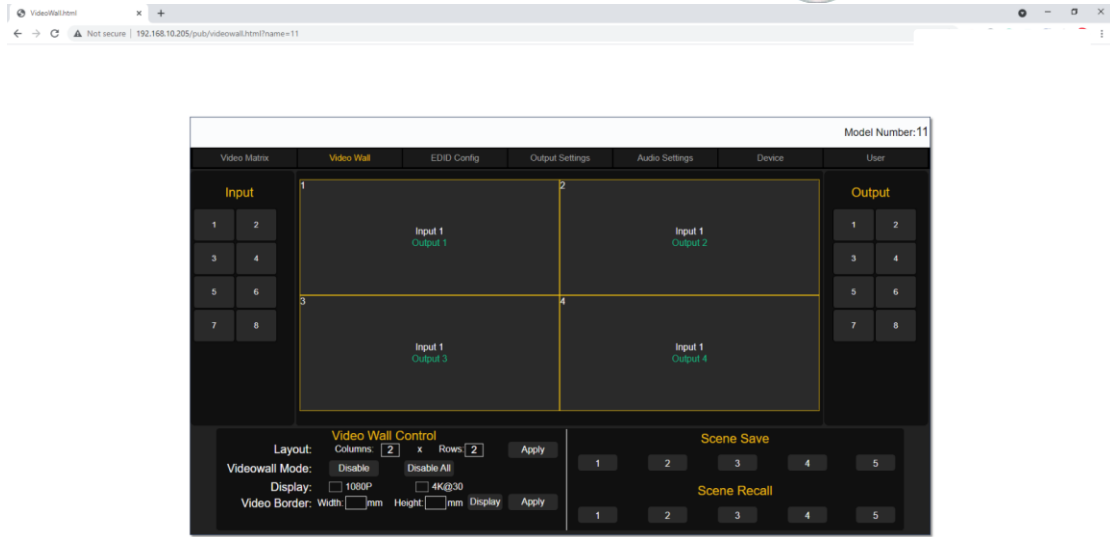 VideoWall.html
Not secure | 192.168.10.205/pub/videowall.html?name=11
Model Number:11
Video Matrix Video Wall EDID Config Output Settings Audio Settings Device User
Input
1 2
3 4
5 6
7 8
1
Input 1
Output 1
2
Input 1
Output 2
3
Input 1
Output 3
4
Input 1
Output 4
Output
1 2
3 4
5 6
7 8
Video Wall Control
Layout: Columns: 2 x Rows: 2 Apply
Videowall Mode: Disable Disable All
Display: 1080P 4K@30
Video Border: Width: mm Height: mm Display Apply
Scene Save
1 2 3 4 5
Scene Recall
1 2 3 4 5